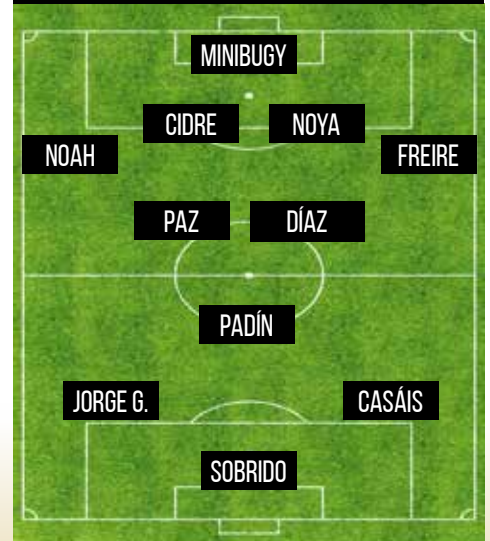 MINIBUGY
CIDRE NOYA
NOAH FREIRE
PAZ DÍAZ
PADÍN
JORGE G. CASÁIS
SOBRIDO